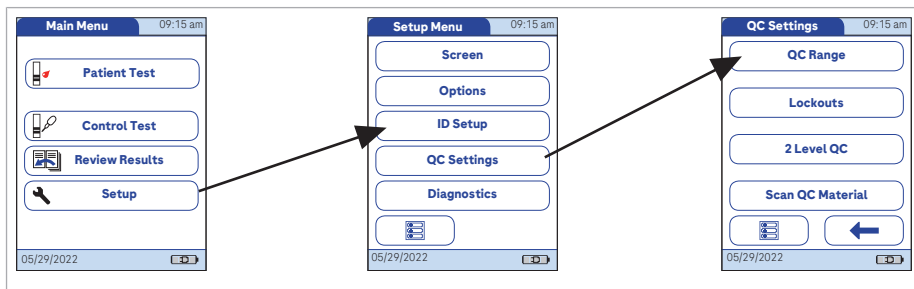 Main Menu
09:15 am
Patient Test
Control Test
Review Results
Setup
05/29/2022
Setup Menu
09:15 am
Screen
Options
ID Setup
QC Settings
Diagnostics
05/29/2022
QC Settings
09:15 am
QC Range
Lockouts
2 Level QC
Scan QC Material
05/29/2022